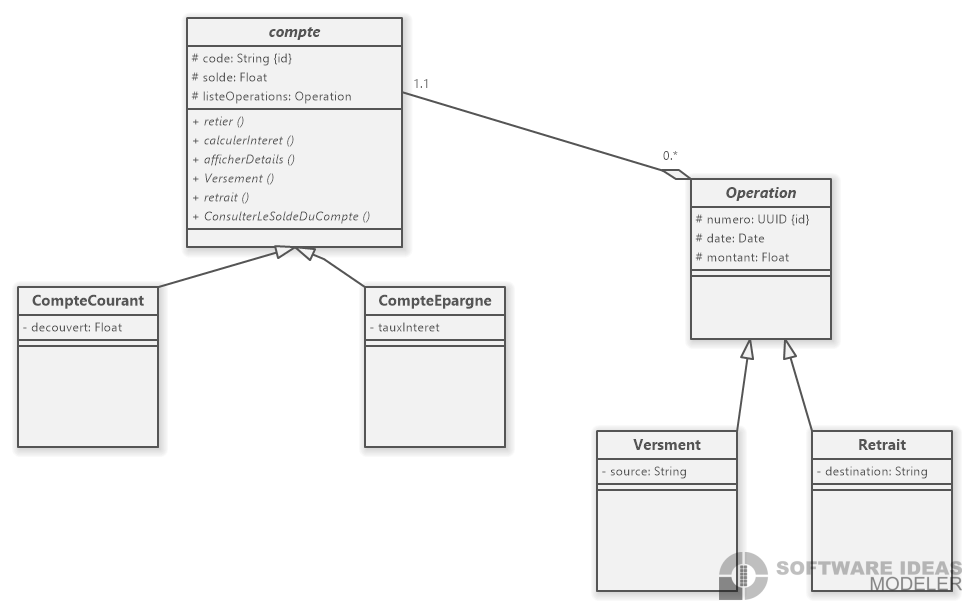 compte
# code: String {id}
# solde: Float
# listeOperations: Operation
+ retier ()
+ calculerInteret ()
+ afficherDetails ()
+ Versement ()
+ retrait ()
+ ConsulterLeSoldeDuCompte ()
1.1
0.*
Operation
# numero: UUID {id}
# date: Date
# montant: Float
CompteCourant
- decouvert: Float
CompteEpargne
- tauxInteret
Versment
- source: String
Retrait
- destination: String
SOFTWARE IDEAS
MODELER